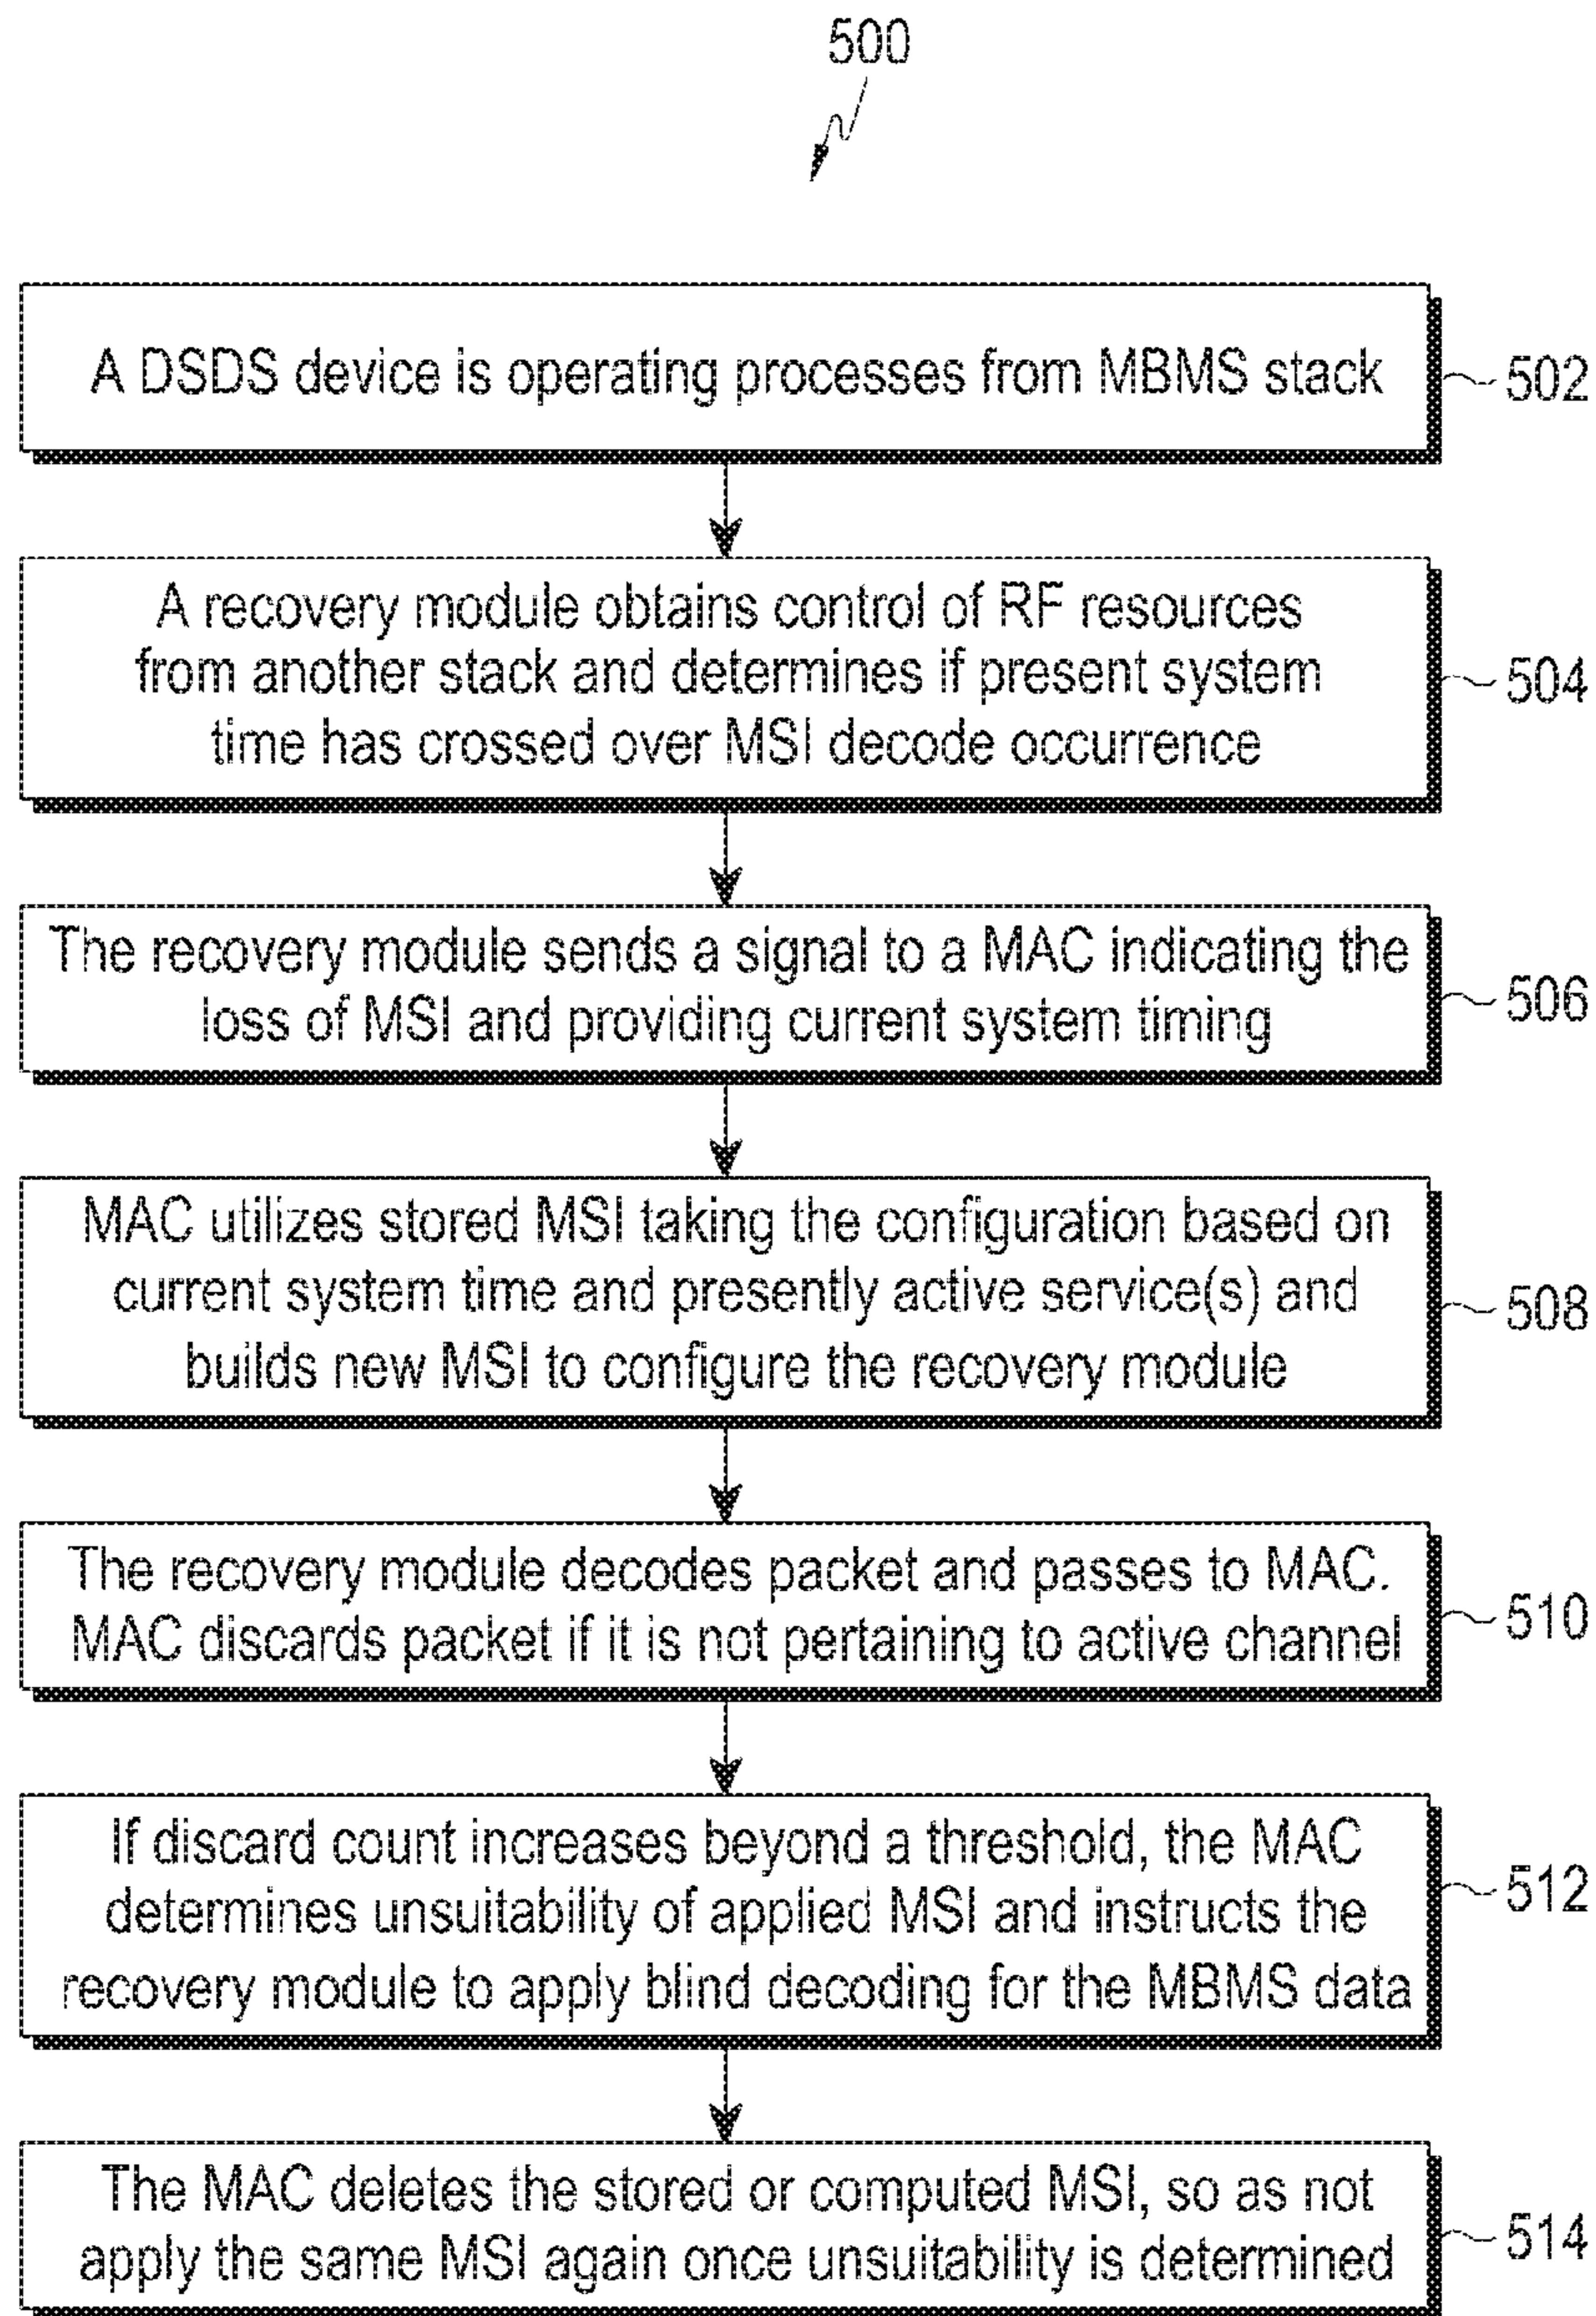 500
A DSDS device is operating processes from MBMS stack
502
A recovery module obtains control of RF resources
from another stack and determines if present system
time has crossed over MSI decode occurrence
504
The recovery module sends a signal to a MAC indicating the
loss of MSI and providing current system timing
506
MAC utilizes stored MSI taking the configuration based on
current system time and presently active service(s) and
builds new MSI to configure the recovery module
508
The recovery module decodes packet and passes to MAC.
MAC discards packet if it is not pertaining to active channel
510
If discard count increases beyond a threshold, the MAC
determines unsuitability of applied MSI and instructs the
recovery module to apply blind decoding for the MBMS data
512
The MAC deletes the stored or computed MSI, so as not
apply the same MSI again once unsuitability is determined
514